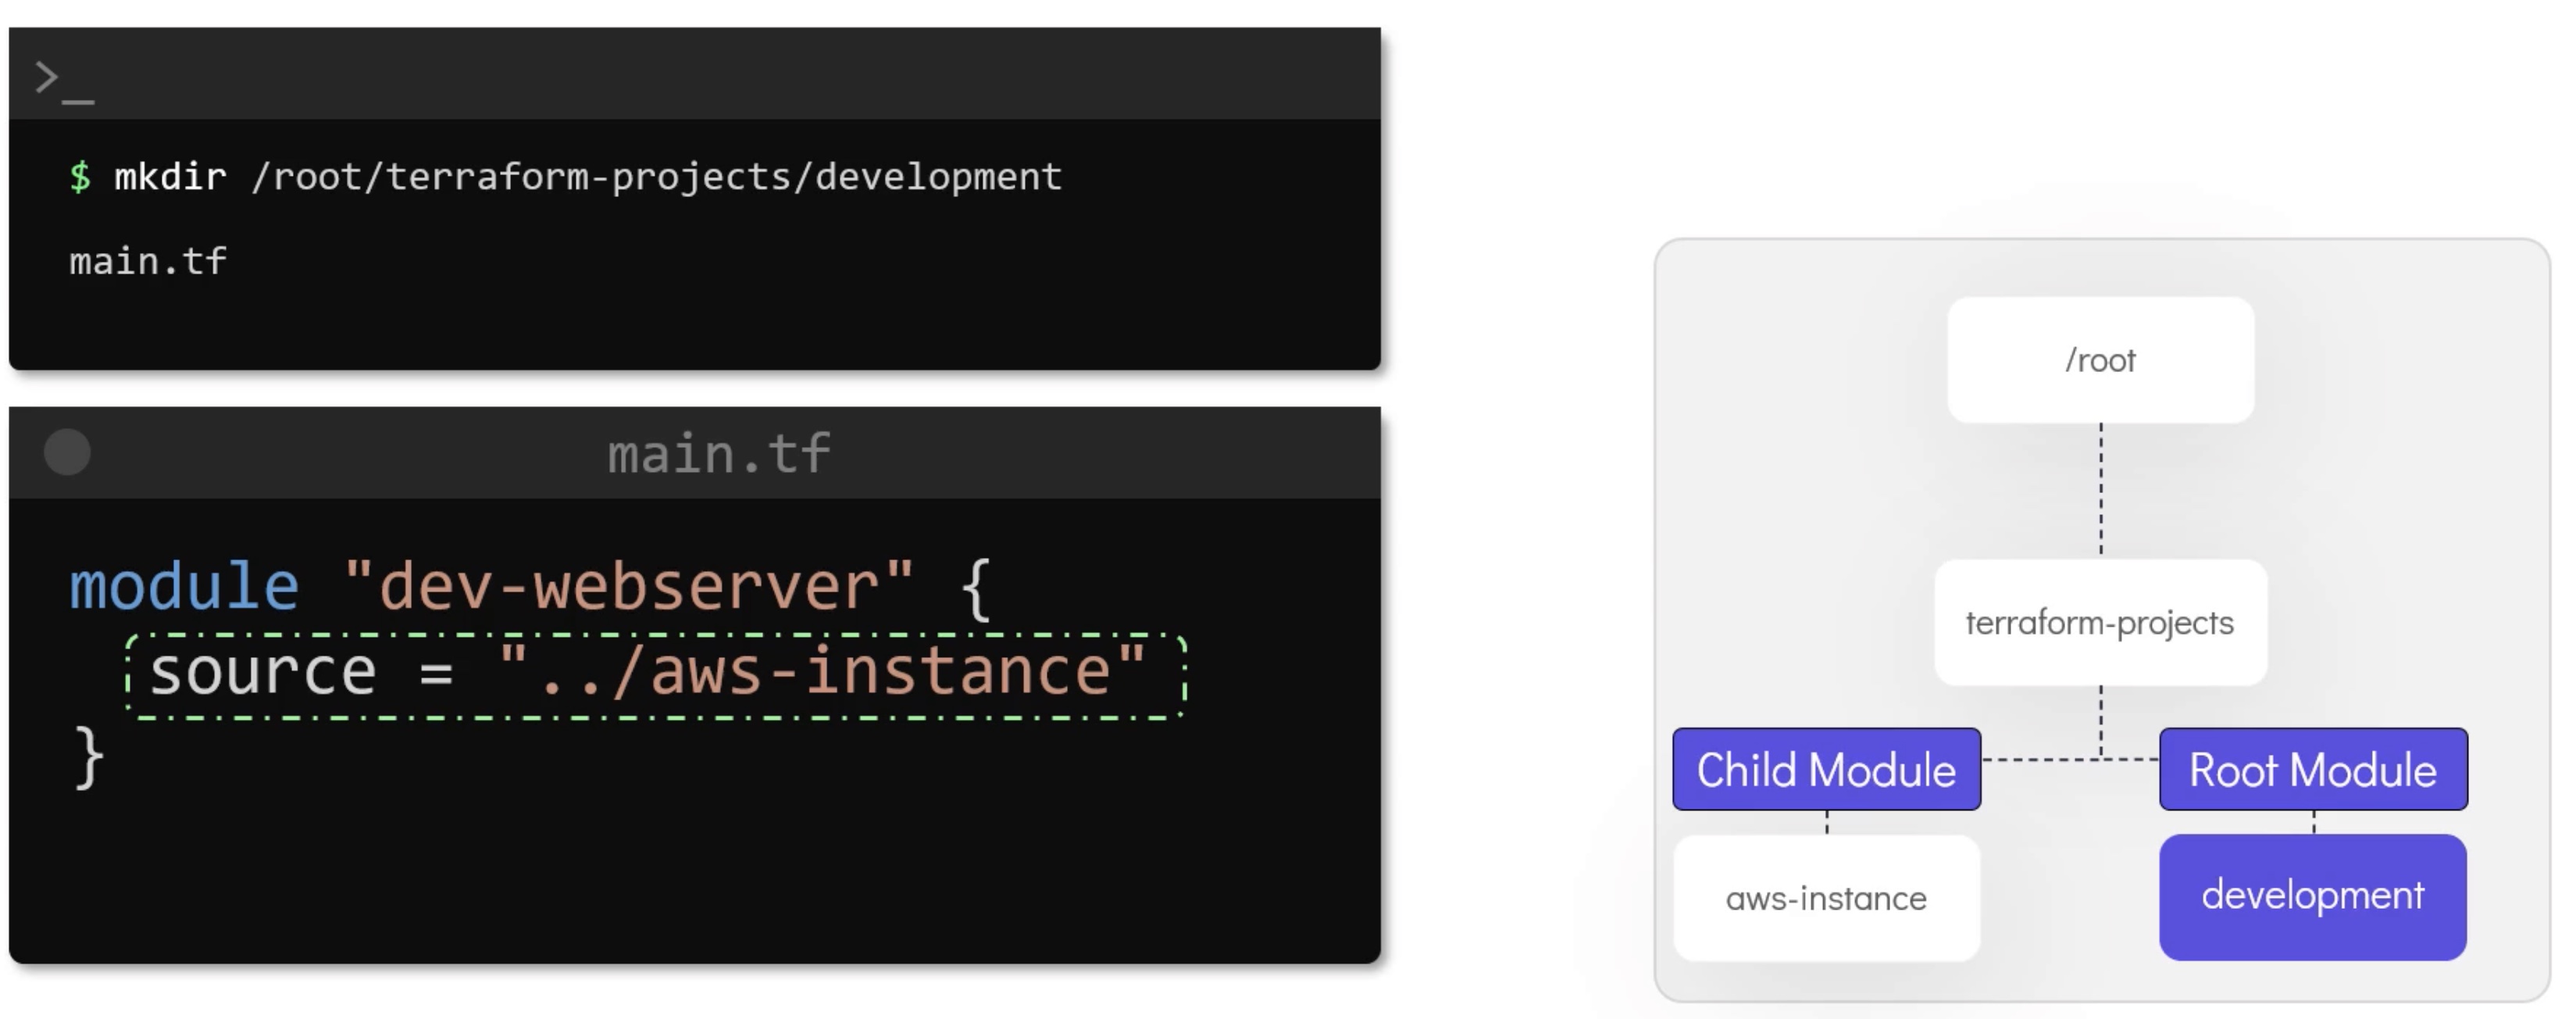 >_
$ mkdir /root/terraform-projects/development
main.tf
main.tf
module "dev-webserver" {
source = "../aws-instance"
}
/root
terraform-projects
Child Module
Root Module
aws-instance
development